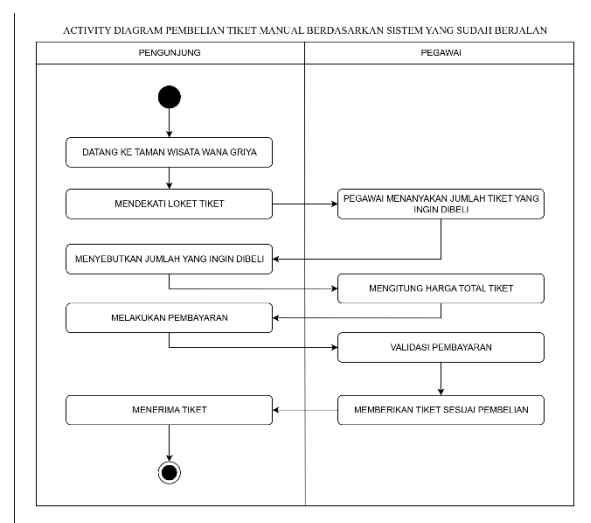 ACTIVITY DIAGRAM PEMBELIAN TIKET MANUAL BERDASARKAN SISTEM YANG SUDAH BERJALAN
PENGUNJUNG
PEGAWAI
DATANG KE TAMAN WISATA WANA GRIYA
MENDEKATI LOKET TIKET
PEGAWAI MENANYAKAN JUMLAH TIKET YANG
INGIN DIBELI
MENYEBUTKAN JUMLAH YANG INGIN DIBELI
MENGITUNG HARGA TOTAL TIKET
MELAKUKAN PEMBAYARAN
VALIDASI PEMBAYARAN
MENERIMA TIKET
MEMBERIKAN TIKET SESUAI PEMBELIAN